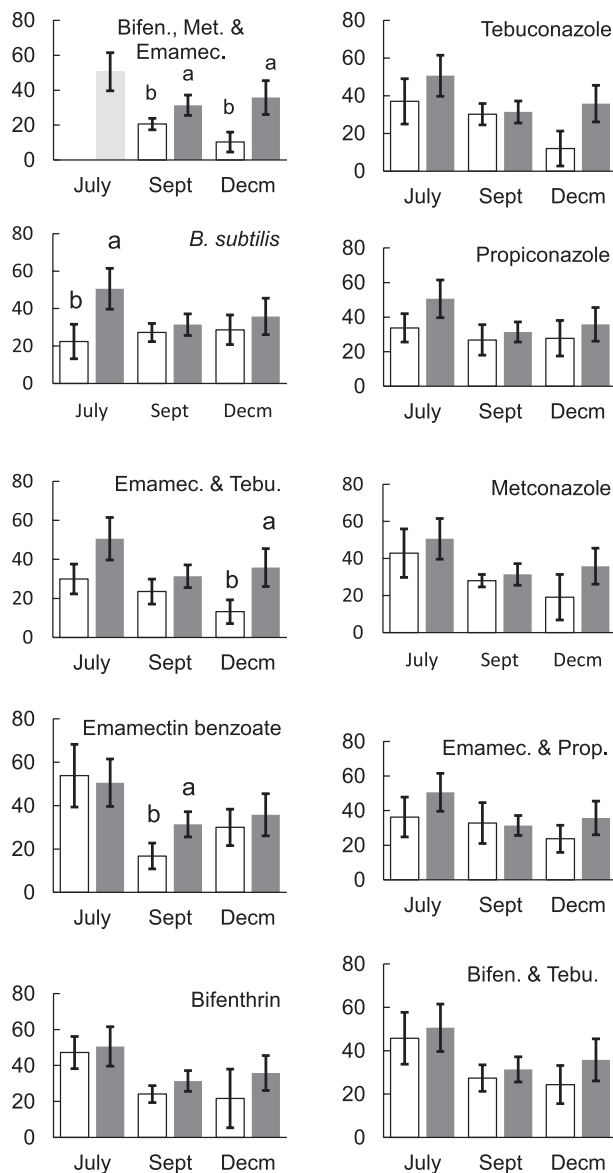 Bifen., Met. &
Emamec.
80
60
40
20
0
b
a
b
a
July
Sept
Decm
Tebuconazole
80
60
40
20
0
July
Sept
Decm
B. subtilis
80
60
40
20
0
b
a
July
Sept
Decm
Propiconazole
80
60
40
20
0
July
Sept
Decm
Emamec. & Tebu.
80
60
40
20
0
b
a
July
Sept
Decm
Metconazole
80
60
40
20
0
July
Sept
Decm
Emamectin benzoate
80
60
40
20
0
b
a
July
Sept
Decm
Emamec. & Prop.
80
60
40
20
0
July
Sept
Decm
Bifenthrin
80
60
40
20
0
July
Sept
Decm
Bifen. & Tebu.
80
60
40
20
0
July
Sept
Decm